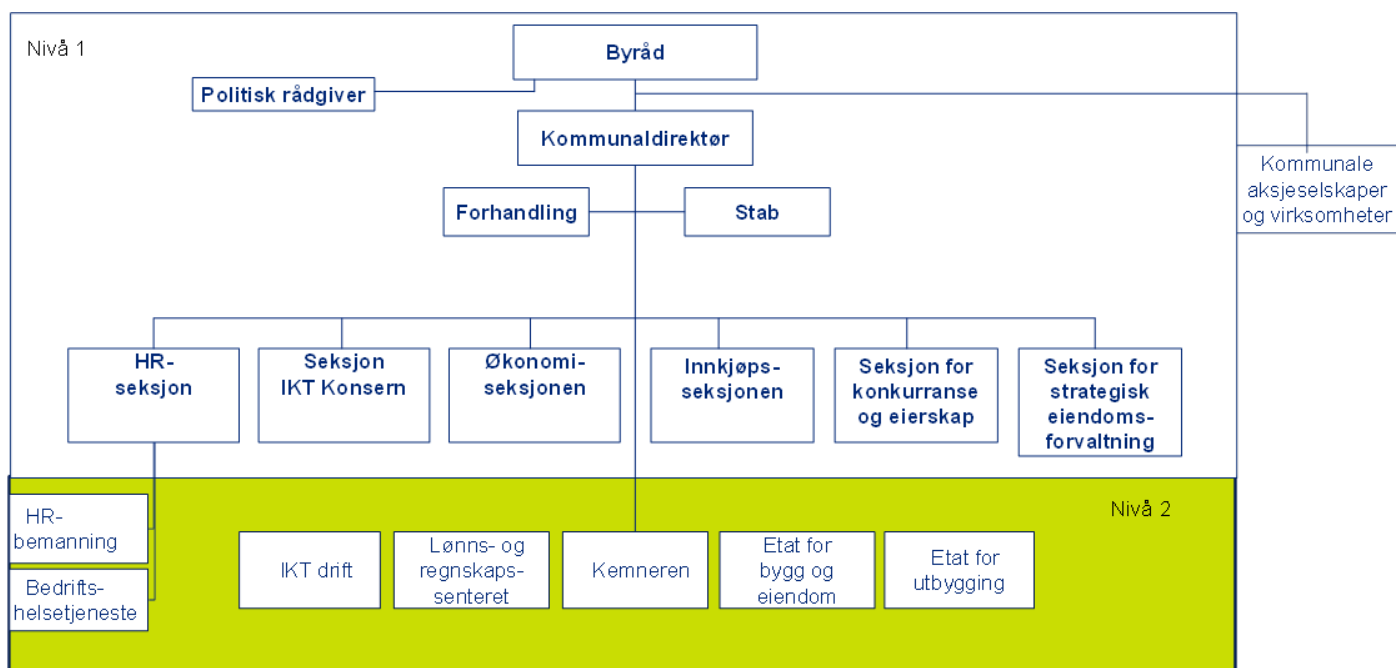 Nivå 1
Byråd
Politisk rådgiver
Kommunaldirektør
Kommunale
aksjeselskaper
og virksomheter
Forhandling
Stab
HR-
seksjon
Seksjon
IKT Konsern
Økonomi-
seksjonen
Innkjøps-
seksjonen
Seksjon for
konkurranse
og eierskap
Seksjon for
strategisk
eiendoms-
forvaltning
Nivå 2
HR-
bemanning
Bedrifts-
helsetjeneste
IKT drift
Lønns- og
regnskaps-
senteret
Kemneren
Etat for
bygg og
eiendom
Etat for
utbygging